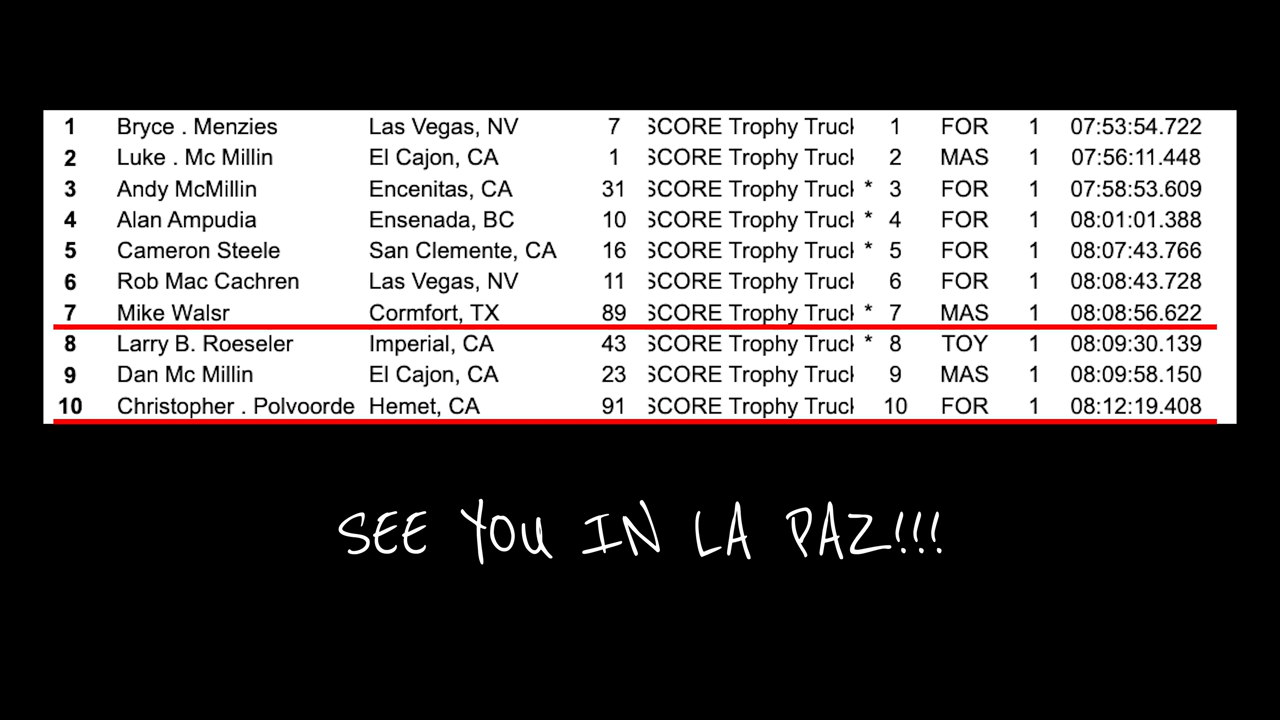 1 Bryce . Menzies Las Vegas, NV 7 SCORE Trophy Truck 1 FOR 1 07:53:54.722
2 Luke . Mc Millin El Cajon, CA 1 SCORE Trophy Truck 2 MAS 1 07:56:11.448
3 Andy McMillin Encenitas, CA 31 SCORE Trophy Truck * 3 FOR 1 07:58:53.609
4 Alan Ampudia Ensenada, BC 10 SCORE Trophy Truck * 4 FOR 1 08:01:01.388
5 Cameron Steele San Clemente, CA 16 SCORE Trophy Truck * 5 FOR 1 08:07:43.766
6 Rob Mac Cachren Las Vegas, NV 11 SCORE Trophy Truck 6 FOR 1 08:08:43.728
7 Mike Walsr Cormfort, TX 89 SCORE Trophy Truck * 7 MAS 1 08:08:56.622
8 Larry B. Roeseler Imperial, CA 43 SCORE Trophy Truck * 8 TOY 1 08:09:30.139
9 Dan Mc Millin El Cajon, CA 23 SCORE Trophy Truck 9 MAS 1 08:09:58.150
10 Christopher . Polvoorde Hemet, CA 91 SCORE Trophy Truck 10 FOR 1 08:12:19.408
SEE YOU IN LA PAZ!!!